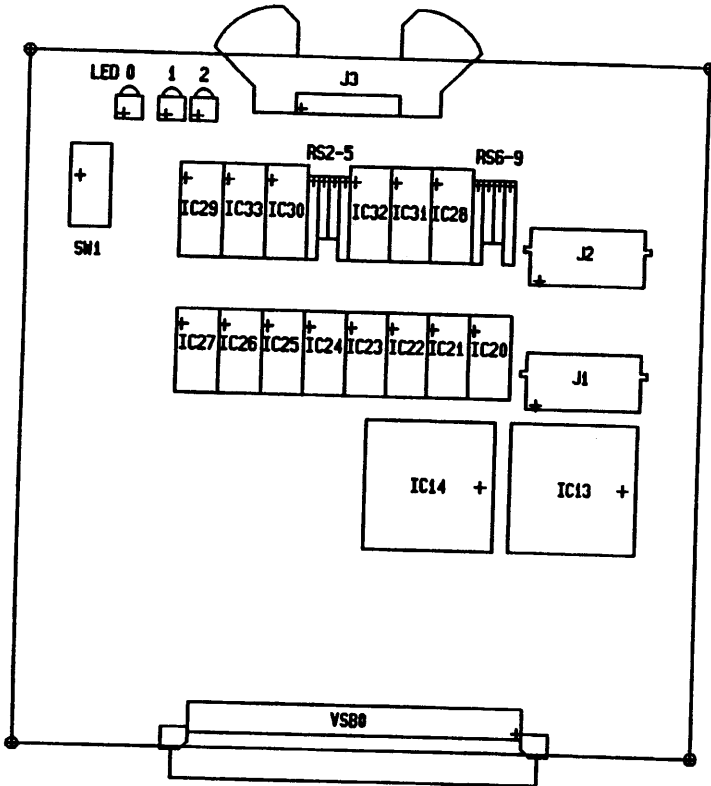 LED 0 1 2
J3
RS2-5
RS6-9
IC29 IC33 IC30 IC32 IC31 IC28
SW1
J2
IC27 IC26 IC25 IC24 IC23 IC22 IC21 IC20
J1
IC14
IC13
VSB0